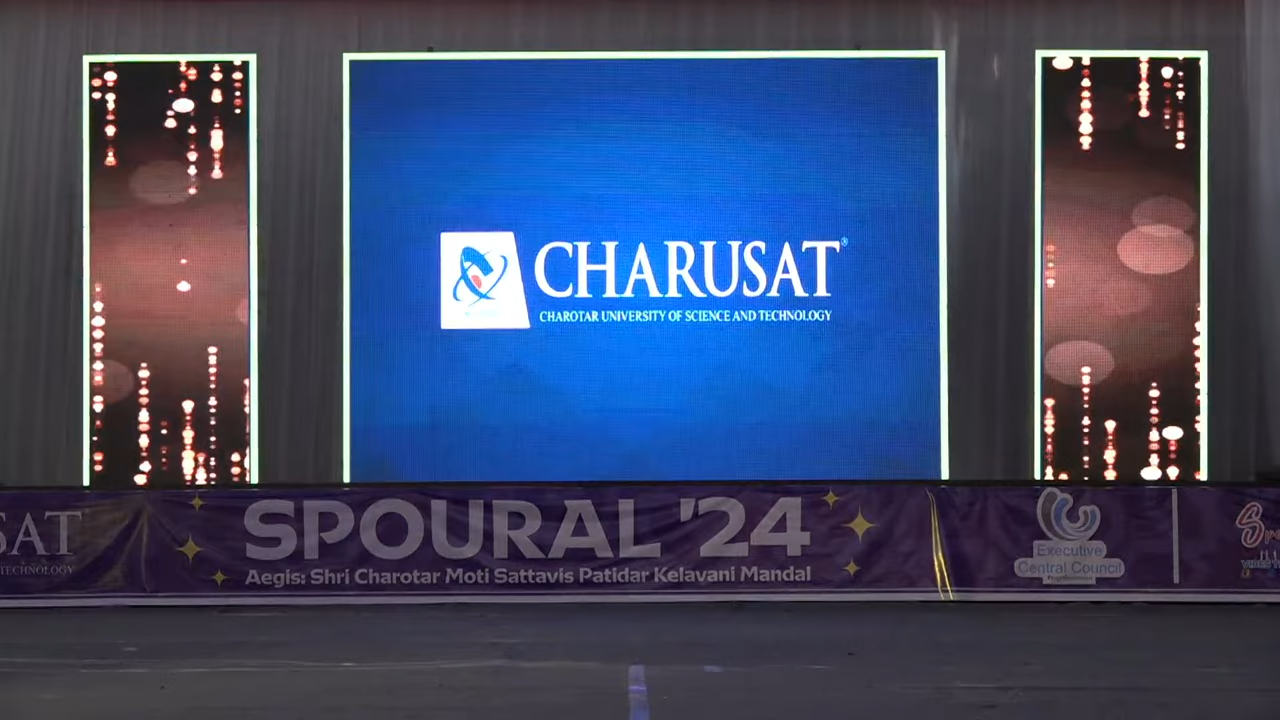 CHARUSAT®
CHAROTAR UNIVERSITY OF SCIENCE AND TECHNOLOGY
SAT
TECHNOLOGY
SPOURAL '24
Aegis: Shri Charotar Moti Sattavis Patidar Kelavani Mandal
Executive
Central Council